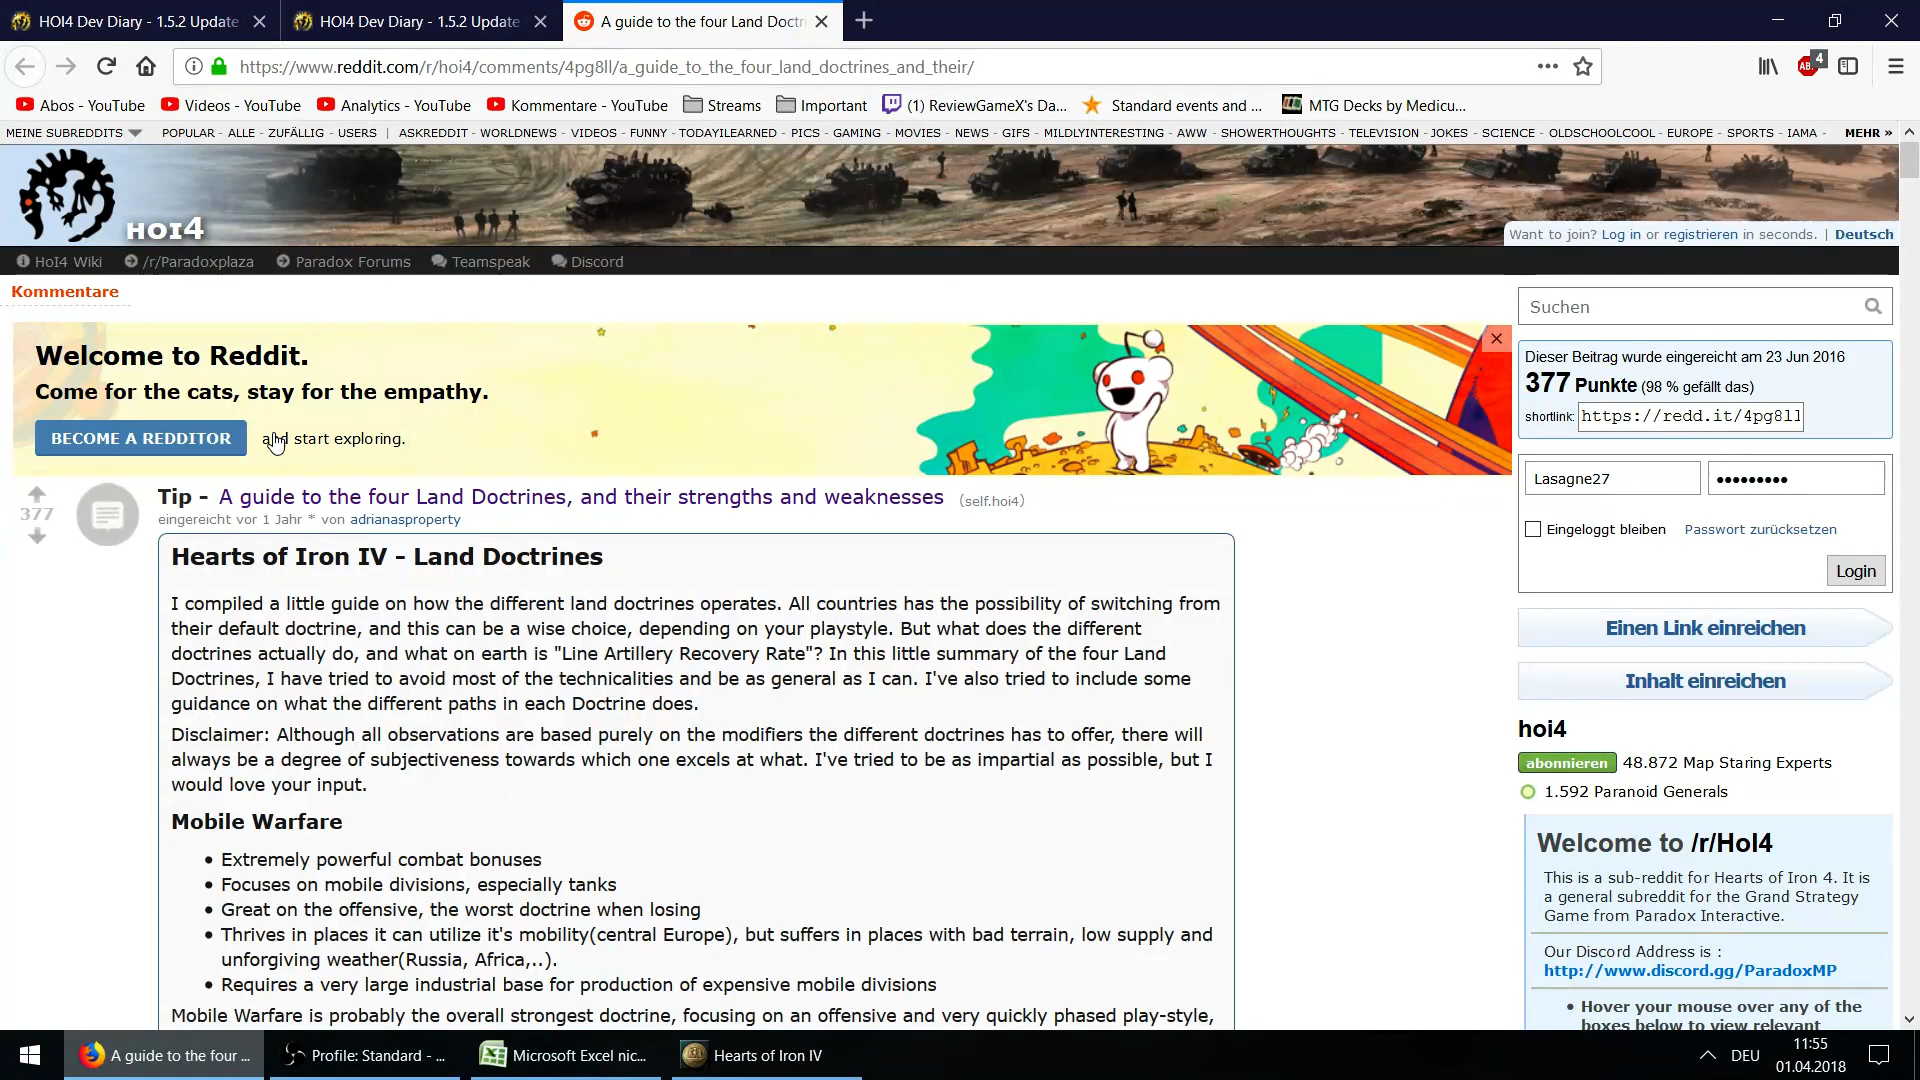 HOI4 Dev Diary - 1.5.2 Update
HOI4 Dev Diary - 1.5.2 Update
A guide to the four Land Doctri
https://www.reddit.com/r/hoi4/comments/4pg8ll/a_guide_to_the_four_land_doctrines_and_their/
ABP
4
Abos - YouTube
Videos - YouTube
Analytics - YouTube
Kommentare - YouTube
Streams
Important
(1) ReviewGameX's Da...
Standard events and ...
MTG Decks by Medicu...
MEINE SUBREDDITS
POPULAR - ALLE - ZUFÄLLIG - USERS | ASKREDDIT - WORLDNEWS - VIDEOS - FUNNY - TODAYILEARNED - PICS - GAMING - MOVIES - NEWS - GIFS - MILDLYINTERESTING - AWW - SHOWERTHOUGHTS - TELEVISION - JOKES - SCIENCE - OLDSCHOOLCOOL - EUROPE - SPORTS - IAMA -
MEHR »
HOI4
Want to join? Log in or registrieren in seconds. | Deutsch
HoI4 Wiki
/r/Paradoxplaza
Paradox Forums
Teamspeak
Discord
Kommentare
Welcome to Reddit.
Come for the cats, stay for the empathy.
BECOME A REDDITOR
and start exploring.
377
Tip - A guide to the four Land Doctrines, and their strengths and weaknesses (self.hoi4)
eingereicht vor 1 Jahr * von adrianasproperty
Hearts of Iron IV - Land Doctrines
I compiled a little guide on how the different land doctrines operates. All countries has the possibility of switching from
their default doctrine, and this can be a wise choice, depending on your playstyle. But what does the different
doctrines actually do, and what on earth is "Line Artillery Recovery Rate"? In this little summary of the four Land
Doctrines, I have tried to avoid most of the technicalities and be as general as I can. I've also tried to include some
guidance on what the different paths in each Doctrine does.
Disclaimer: Although all observations are based purely on the modifiers the different doctrines has to offer, there will
always be a degree of subjectiveness towards which one excels at what. I've tried to be as impartial as possible, but I
would love your input.
Mobile Warfare
• Extremely powerful combat bonuses
• Focuses on mobile divisions, especially tanks
• Great on the offensive, the worst doctrine when losing
• Thrives in places it can utilize it's mobility(central Europe), but suffers in places with bad terrain, low supply and
unforgiving weather(Russia, Africa,..).
• Requires a very large industrial base for production of expensive mobile divisions
Mobile Warfare is probably the overall strongest doctrine, focusing on an offensive and very quickly phased play-style,
Suchen
Dieser Beitrag wurde eingereicht am 23 Jun 2016
377 Punkte (98 % gefällt das)
shortlink: https://redd.it/4pg8ll
Lasagne27
•••••••••
Eingeloggt bleiben
Passwort zurücksetzen
Login
Einen Link einreichen
Inhalt einreichen
hoi4
abonnieren 48.872 Map Staring Experts
1.592 Paranoid Generals
Welcome to /r/HoI4
This is a sub-reddit for Hearts of Iron 4. It is
a general subreddit for the Grand Strategy
Game from Paradox Interactive.
Our Discord Address is :
http://www.discord.gg/ParadoxMP
• Hover your mouse over any of the
boxes below to view relevant
A guide to the four ...
Profile: Standard - ...
Microsoft Excel nic...
Hearts of Iron IV
DEU
11:55
01.04.2018